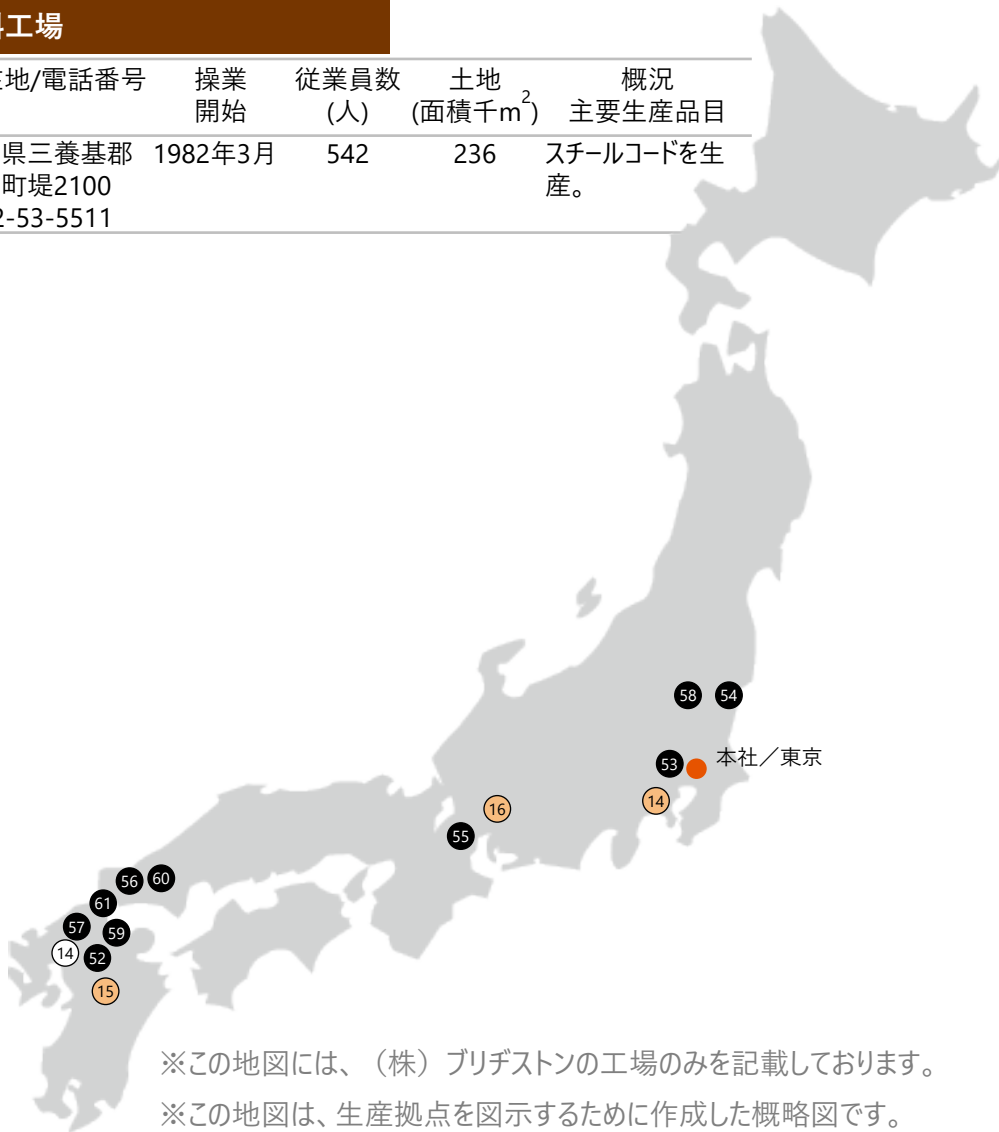 工場
地/電話番号 操業 従業員数 土地 概況
開始 (人) (面積千m2) 主要生産品目
県三養基郡 1982年3月 542 236 スチールコードを生
町堤2100 産。
2-53-5511
58 54
53 本社／東京
14
16
55
56 60
61
57 59
14 52
15
※この地図には、（株）ブリヂストンの工場のみを記載しております。
※この地図は、生産拠点を図示するために作成した概略図です。